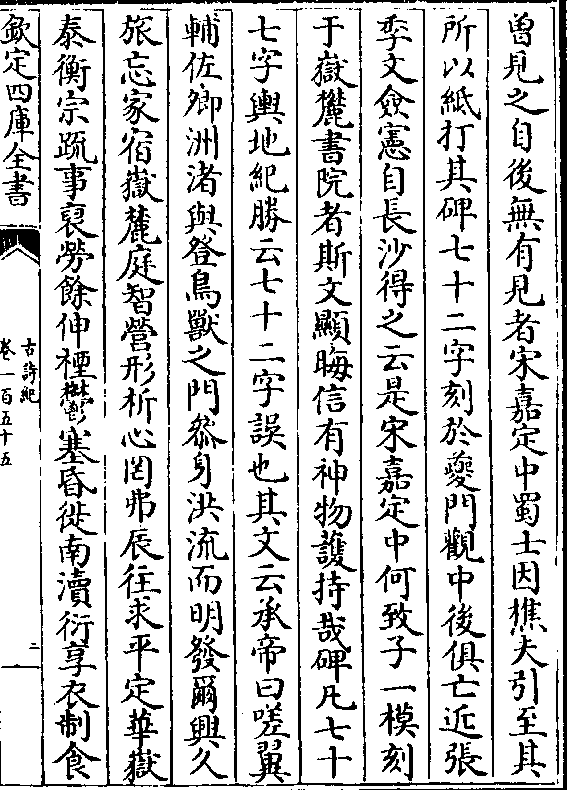 曽見之自後無有見者宋嘉定中蜀士因樵夫引至其
所以紙打其碑七十二字刻於夔門觀中後俱亡近張
季文僉憲自長沙得之云是宋嘉定中何致子一模刻
于嶽麓書院者斯文顯晦信有神物䕶持哉碑凡七十
七字輿地紀勝云七十二字誤也其文云承帝曰嗟翼
輔佐卿洲渚與登鳥獸之門叅身洪流而明發爾興久
旅忘家宿嶽麓庭智營形析心罔弗辰往求平定華嶽
泰衡宗疏事裒勞餘伸禋鬱塞昏徙南瀆衍享衣制食
欽定四庫全書
古詩紀
卷一百五十五
二